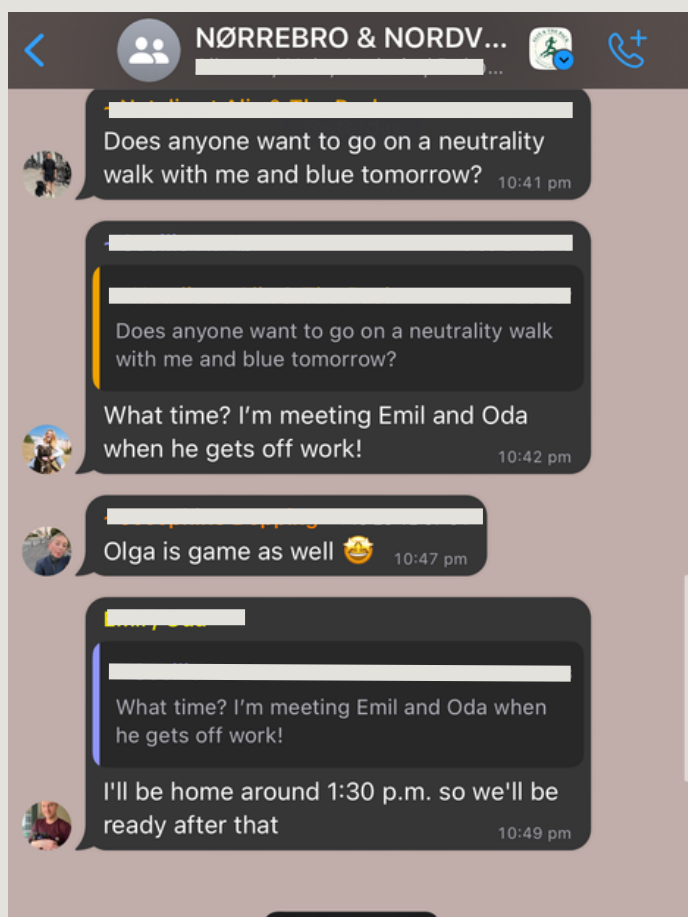 NØRREBRO & NORDV...
Does anyone want to go on a neutrality
walk with me and blue tomorrow? 10:41 pm
Does anyone want to go on a neutrality walk
with me and blue tomorrow?
What time? I’m meeting Emil and Oda
when he gets off work! 10:42 pm
Olga is game as well 🤩 10:47 pm
What time? I’m meeting Emil and Oda when
he gets off work!
I'll be home around 1:30 p.m. so we'll be
ready after that 10:49 pm